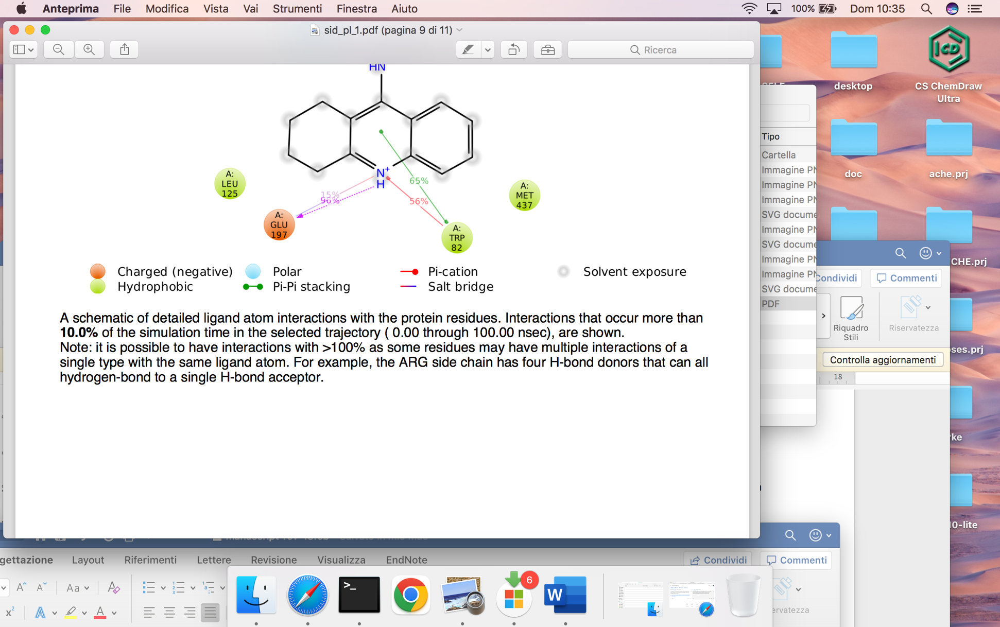 Anteprima File Modifica Vista Vai Strumenti Finestra Aiuto 100% Dom 10:35
sid_pl_1.pdf (pagina 9 di 11)
Ricerca
HN
N+
H
65%
56%
15%
96%
A:
LEU
125
A:
GLU
197
A:
TRP
82
A:
MET
437
Charged (negative) Polar Pi-cation Solvent exposure
Hydrophobic Pi-Pi stacking Salt bridge
A schematic of detailed ligand atom interactions with the protein residues. Interactions that occur more than
10.0% of the simulation time in the selected trajectory ( 0.00 through 100.00 nsec), are shown.
Note: it is possible to have interactions with >100% as some residues may have multiple interactions of a
single type with the same ligand atom. For example, the ARG side chain has four H-bond donors that can all
hydrogen-bond to a single H-bond acceptor.
Tipo
Cartella
Immagine PN
Immagine PN
Immagine PN
SVG docume
Immagine PN
SVG docume
Immagine PN
Immagine PN
SVG docume
PDF
desktop
CS ChemDraw
Ultra
ICD
doc
ache.prj
CHE.prj
ses.prj
rke
0-lite
Condividi Commenti
Riquadro
Stili
Riservatezza
Controlla aggiornamenti
18
gettazione Layout Riferimenti Lettere Revisione Visualizza EndNote Condividi Commenti
A A Aa A
x2 A A
>_
6
W
ervatezza